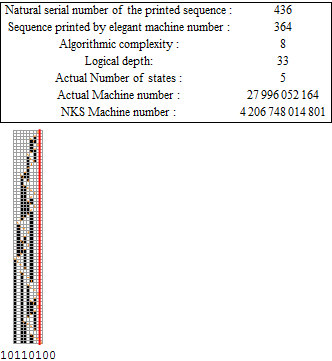 Natural serial number of the printed sequence : 436
Sequence printed by elegant machine number : 364
Algorithmic complexity : 8
Logical depth: 33
Actual Number of states : 5
Actual Machine number : 27 996 052 164
NKS Machine number : 4 206 748 014 801
10110100